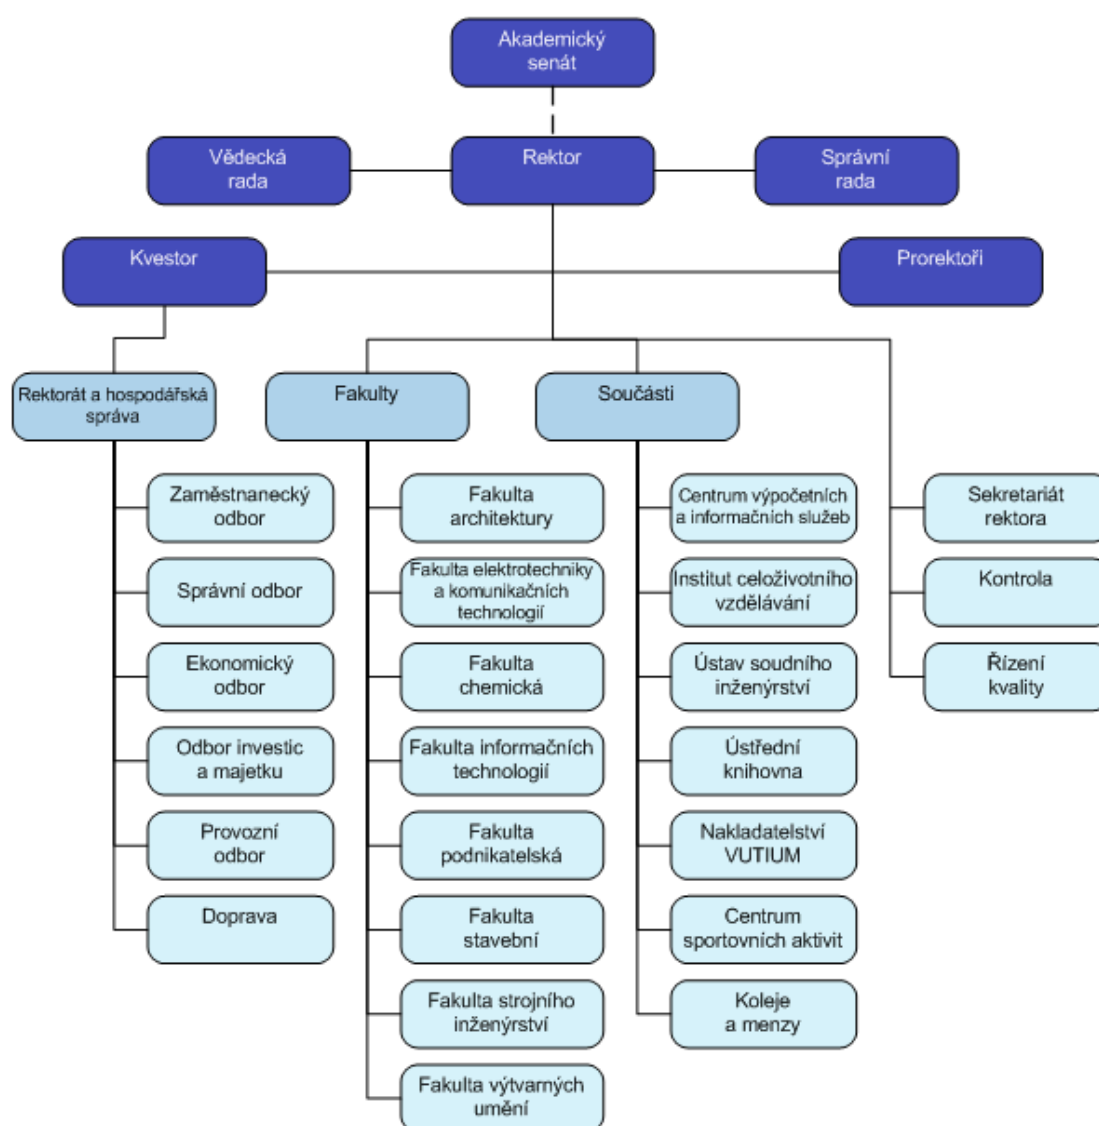 Akademický
senát
Vědecká
rada
Rektor
Správní
rada
Kvestor
Prorektoři
Rektorát a hospodářská
správa
Fakulty
Součásti
Zaměstnanecký
odbor
Správní odbor
Ekonomický
odbor
Odbor investic
a majetku
Provozní
odbor
Doprava
Fakulta
architektury
Fakulta elektrotechniky
a komunikačních
technologií
Fakulta
chemická
Fakulta informačních
technologií
Fakulta
podnikatelská
Fakulta
stavební
Fakulta strojního
inženýrství
Fakulta výtvarných
umění
Centrum výpočetních
a informačních služeb
Institut celoživotního
vzdělávání
Ústav soudního
inženýrství
Ústřední
knihovna
Nakladatelství
VUTIUM
Centrum
sportovních aktivit
Koleje
a menzy
Sekretariát
rektora
Kontrola
Řízení
kvality